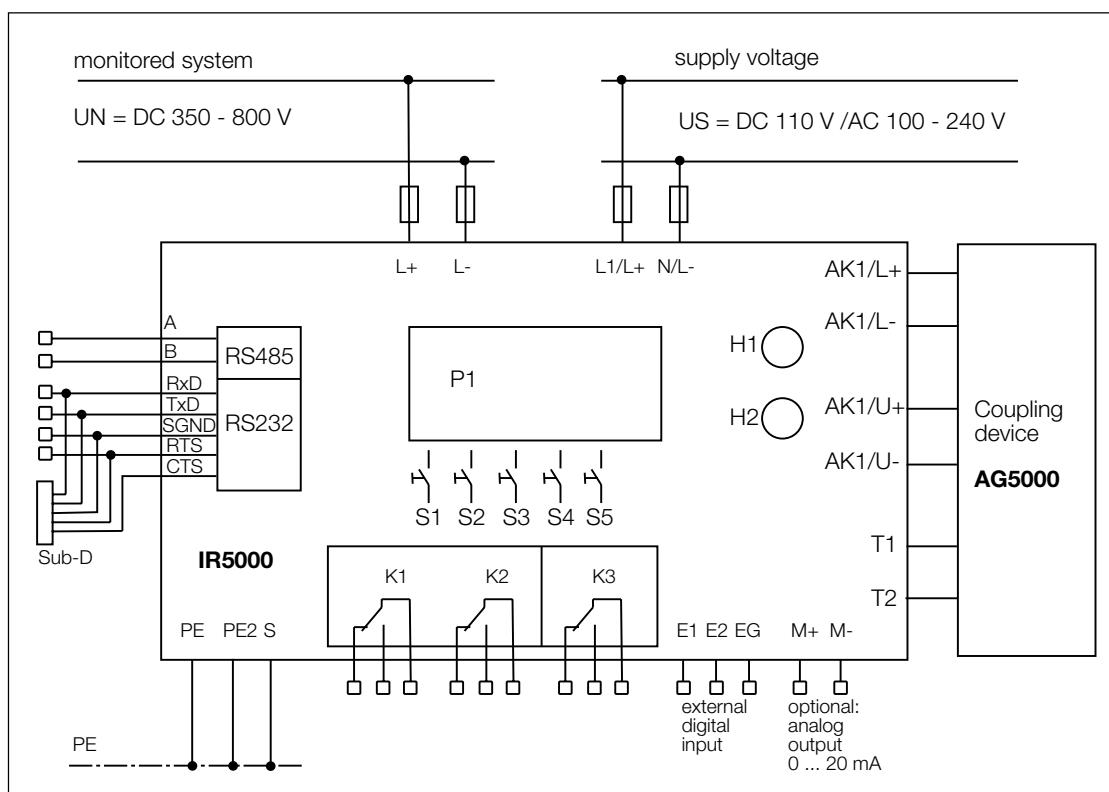 monitored system
supply voltage
UN = DC 350 - 800 V
US = DC 110 V /AC 100 - 240 V
L+
L-
L1/L+
N/L-
AK1/L+
AK1/L-
AK1/U+
AK1/U-
T1
T2
Coupling
device
AG5000
A
B
RS485
RxD
TxD
SGND
RTS
CTS
RS232
Sub-D
P1
H1
H2
S1
S2
S3
S4
S5
IR5000
K1
K2
K3
PE
PE2
S
E1
E2
EG
M+
M-
external
digital
input
optional:
analog
output
0 ... 20 mA
PE